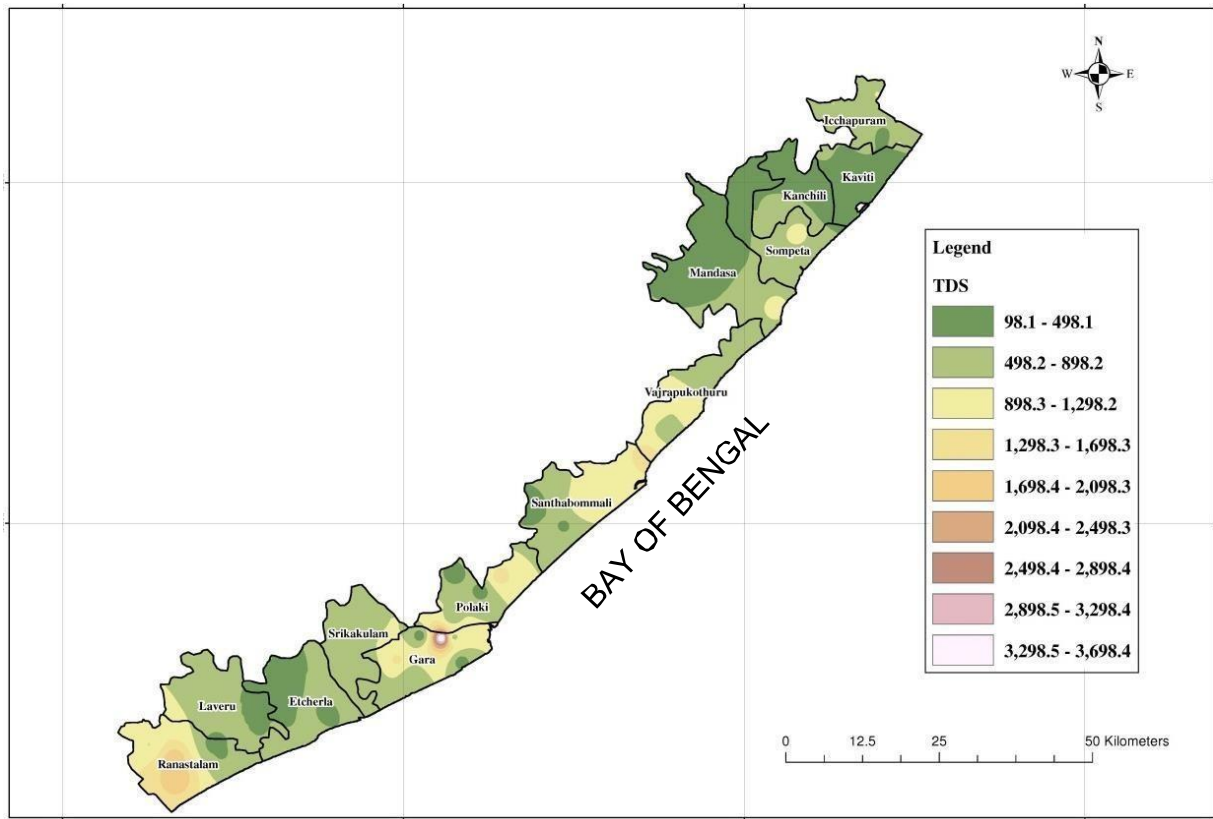 N
W E
S
Icchapuram
Kaviti
Kanchili
Sompeta
Mandasa
Vajrapukothuru
Santhabommali
Polaki
Srikakulam
Gara
Etcherla
Laveru
Ranastalam
BAY OF BENGAL
Legend
TDS
98.1 - 498.1
498.2 - 898.2
898.3 - 1,298.2
1,298.3 - 1,698.3
1,698.4 - 2,098.3
2,098.4 - 2,498.3
2,498.4 - 2,898.4
2,898.5 - 3,298.4
3,298.5 - 3,698.4
0 12.5 25 50 Kilometers